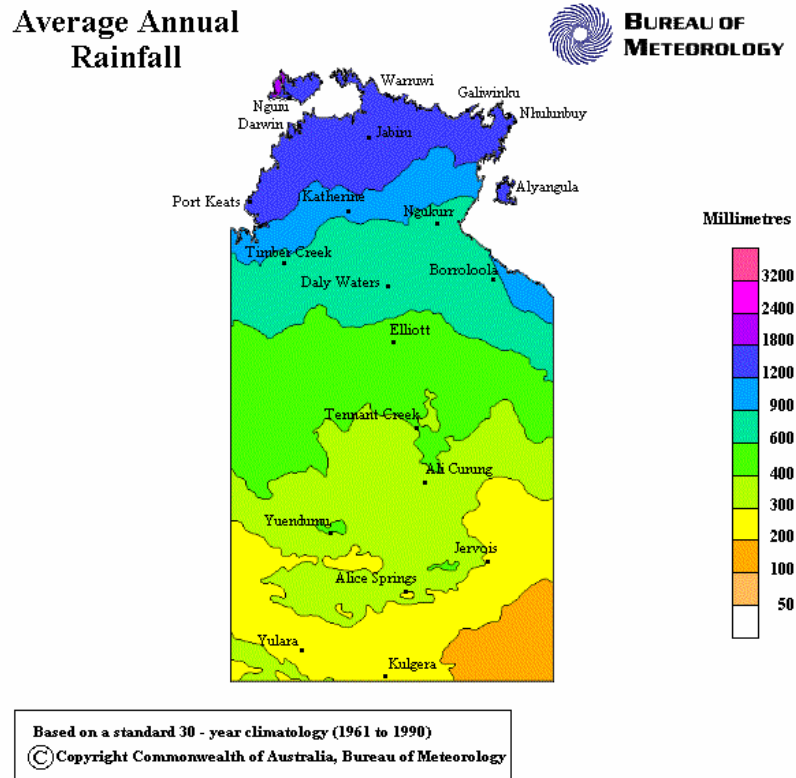 Average Annual
Rainfall
BUREAU OF
METEOROLOGY
Warruwi
Galiwinku
Nguiu
Nhulunbuy
Darwin
Jabiru
Alyangula
Port Keats
Katherine
Ngukurr
Millimetres
Timber Creek
Borroloola
Daly Waters
3200
2400
Elliott
1800
1200
900
Tennant Creek
600
400
Ali Curung
300
Yuendumu
200
Jervois
100
Alice Springs
50
Yulara
Kulgera
Based on a standard 30 - year climatology (1961 to 1990)
© Copyright Commonwealth of Australia, Bureau of Meteorology